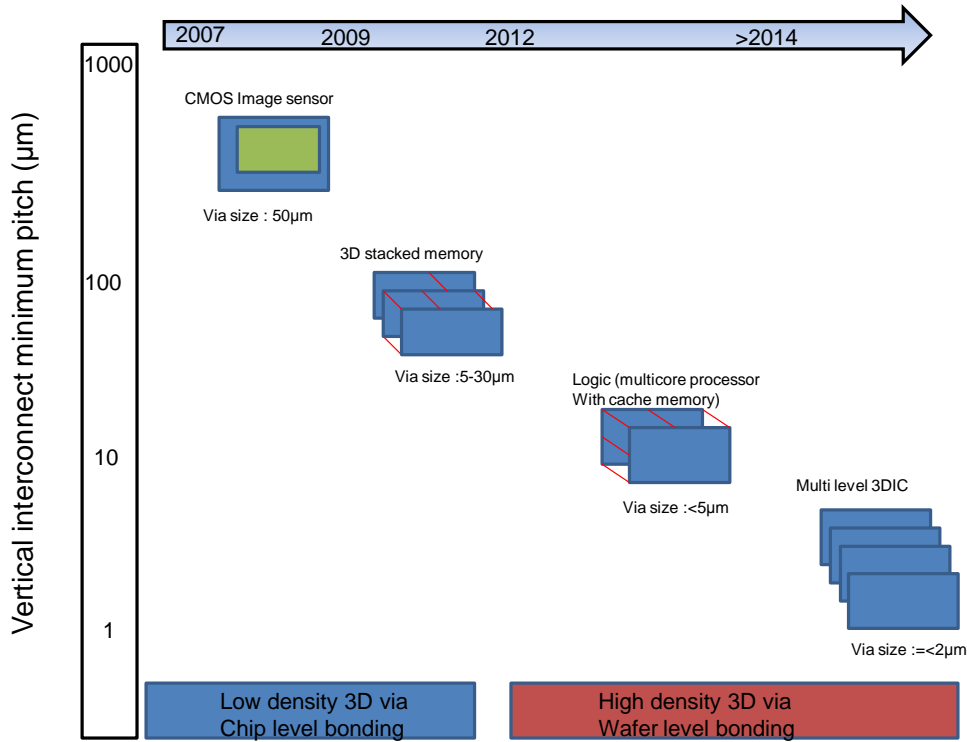 2007
2009
2012
>2014
Vertical interconnect minimum pitch (µm)
1000
100
10
1
CMOS Image sensor
Via size : 50µm
3D stacked memory
Via size :5-30µm
Logic (multicore processor
With cache memory)
Via size :<5µm
Multi level 3DIC
Via size :=<2µm
Low density 3D via
Chip level bonding
High density 3D via
Wafer level bonding